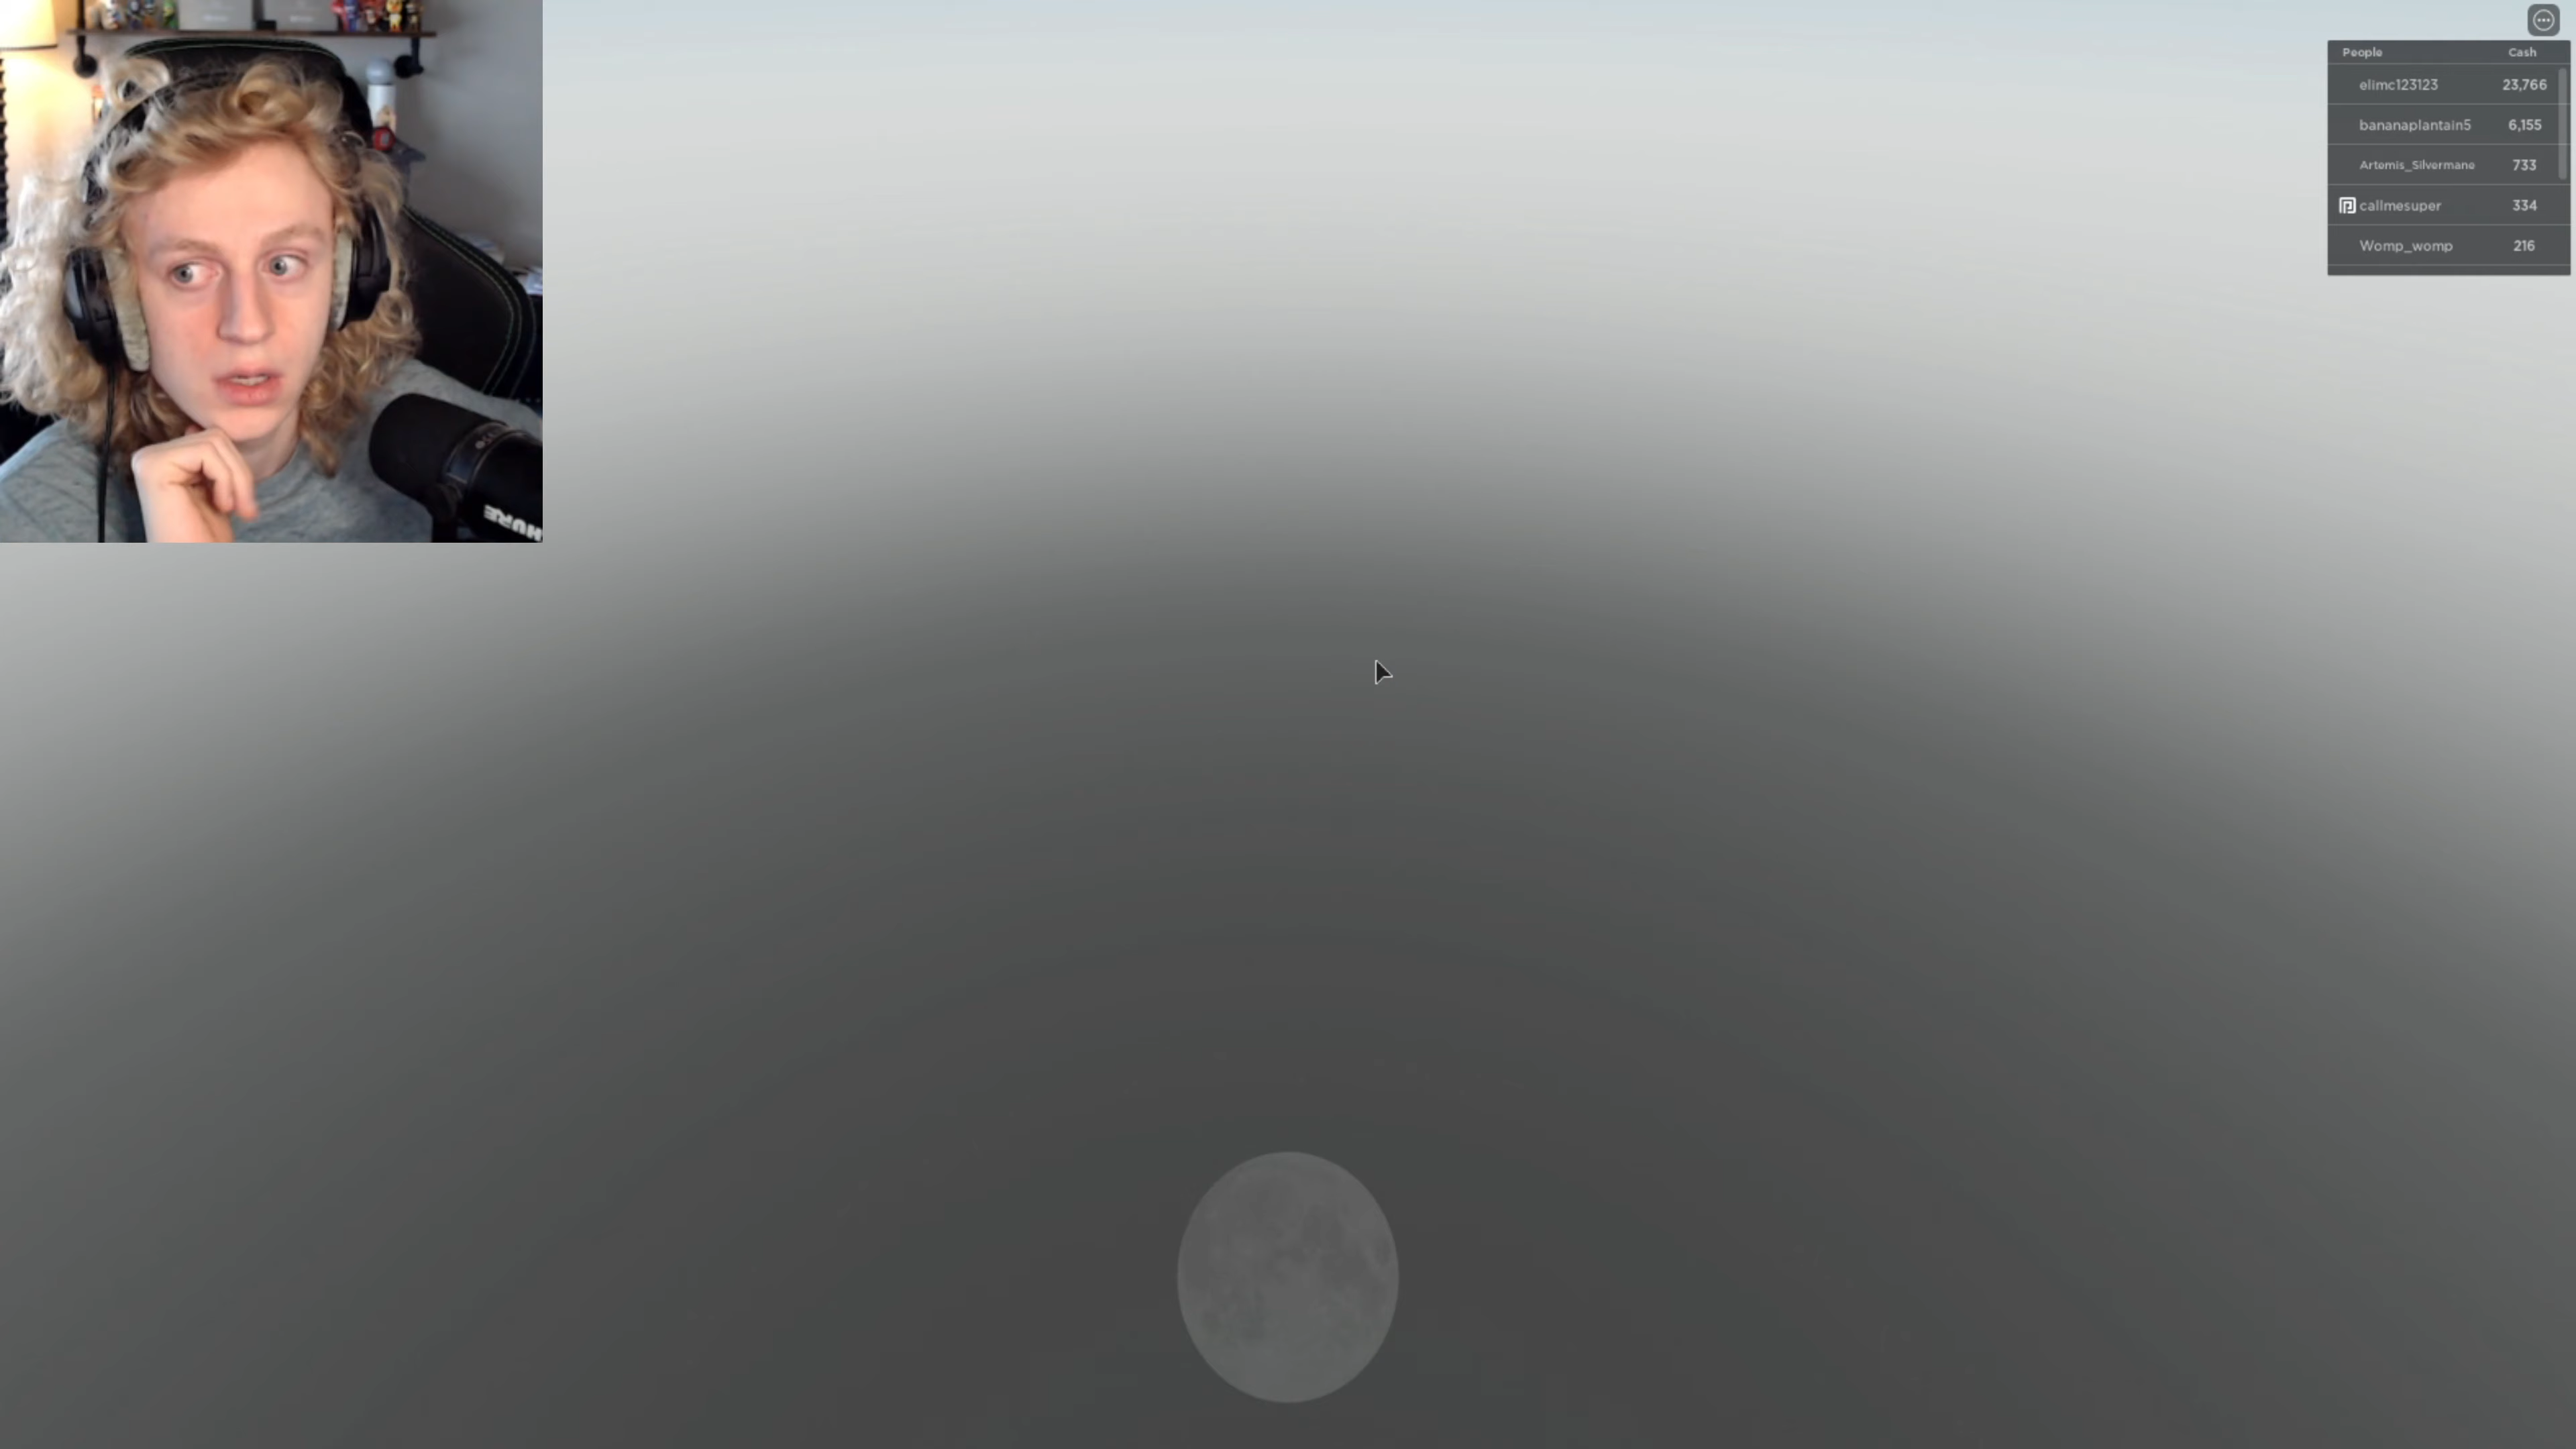 People Cash
elimc123123 23,766
bananaplantain5 6,155
Artemis_Silvermane 733
callmesuper 334
Womp_womp 216